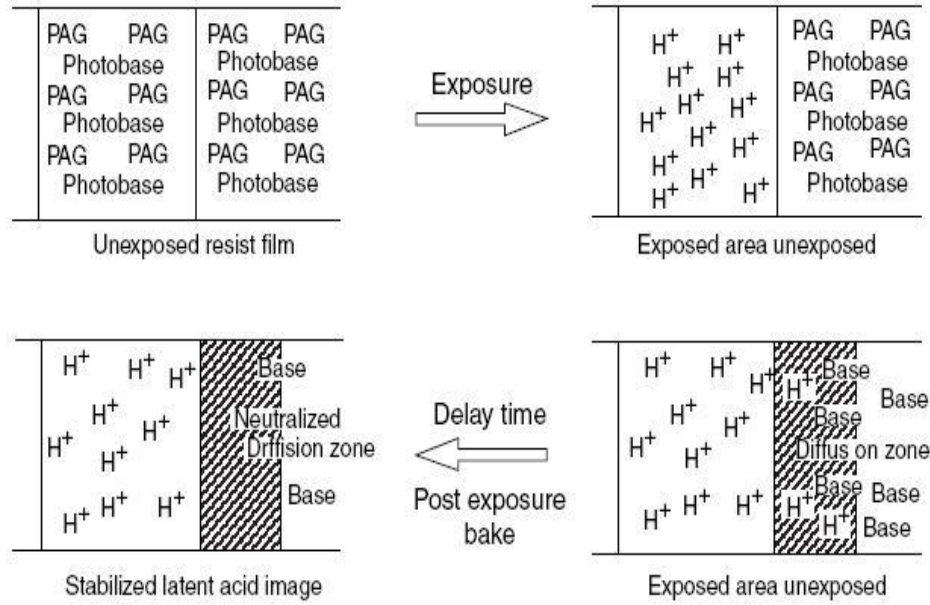 PAG PAG PAG PAG
Photobase Photobase
PAG PAG PAG PAG
Photobase Photobase
PAG PAG PAG PAG
Photobase Photobase
Unexposed resist film
Exposure
H+ H+ PAG PAG
Photobase
H+ H+
H+ H+ H+ PAG PAG
H+ H+ Photobase
H+ PAG PAG
H+ H+ H+ Photobase
Exposed area unexposed
H+ H+ H+ Base
H+ H+ Neutralized
H+ H+ Driffision zone
H+ H+ H+ Base
Stabilized latent acid image
Delay time
Post exposure
bake
H+ H+ H+ H+ Base
Base
H+ H+ Base
H+ H+ Diffus on zone
Base Base
H+ H+ H+ H+ H+ Base
Exposed area unexposed